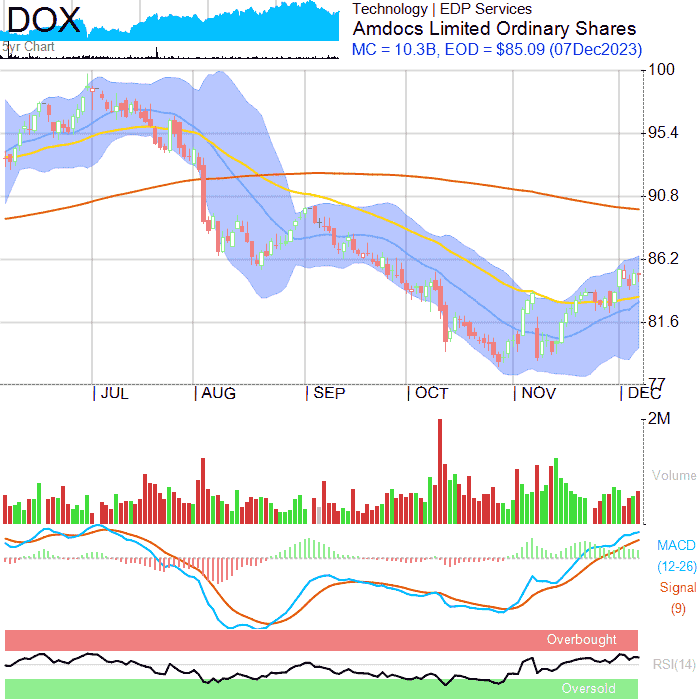 DOX
5yr Chart
Technology | EDP Services
Amdocs Limited Ordinary Shares
MC = 10.3B, EOD = $85.09 (07Dec2023)
100
95.4
90.8
86.2
81.6
77
JUL AUG SEP OCT NOV DEC
2M
Volume
MACD
(12-26)
Signal
(9)
Overbought
RSI(14)
Oversold